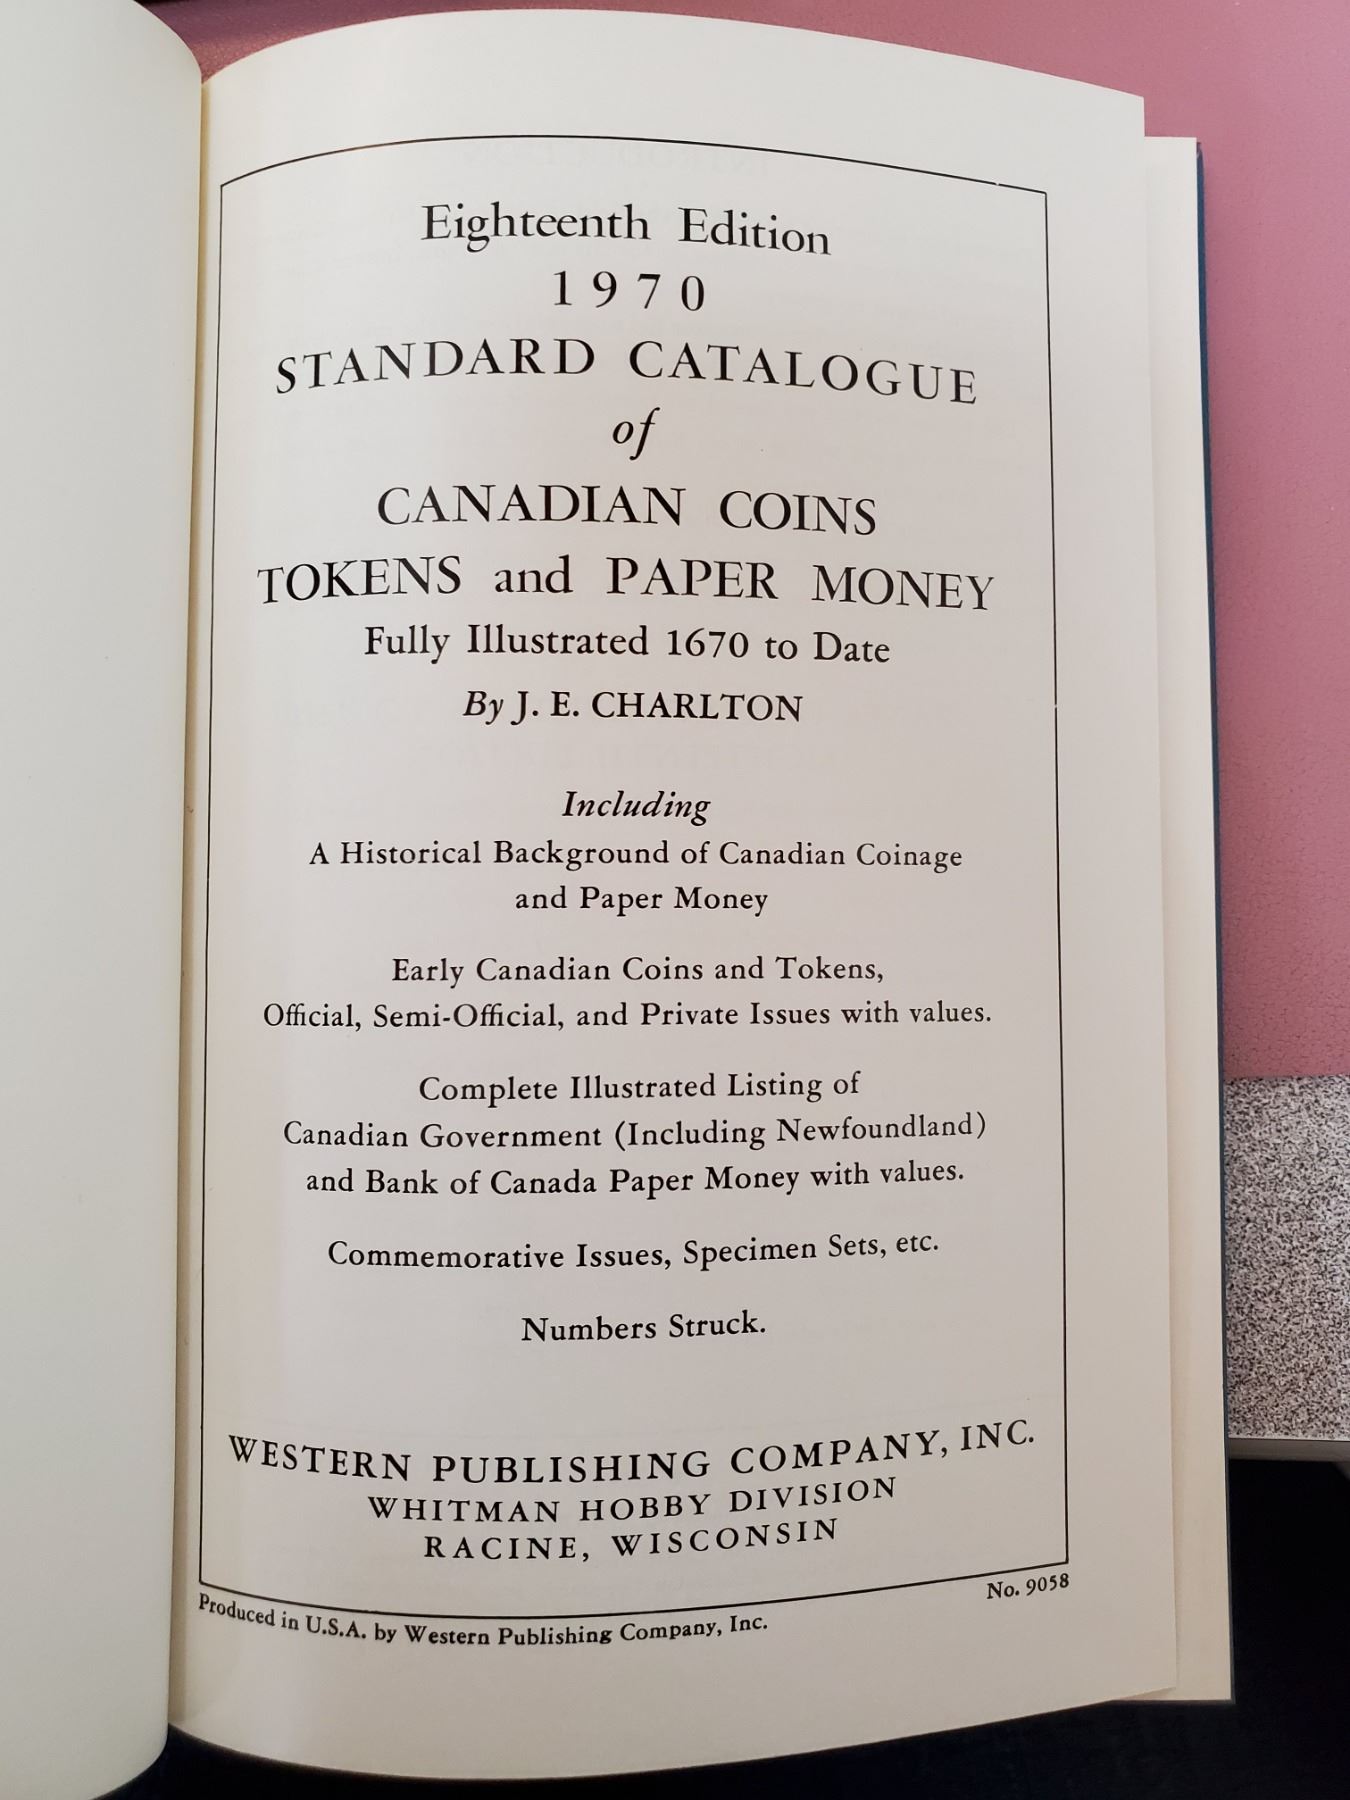 Eighteenth Edition
1970
STANDARD CATALOGUE
of
CANADIAN COINS
TOKENS and PAPER MONEY
Fully Illustrated 1670 to Date
By J. E. CHARLTON
Including
A Historical Background of Canadian Coinage
and Paper Money
Early Canadian Coins and Tokens,
Official, Semi-Official, and Private Issues with values.
Complete Illustrated Listing of
Canadian Government (Including Newfoundland)
and Bank of Canada Paper Money with values.
Commemorative Issues, Specimen Sets, etc.
Numbers Struck.
WESTERN PUBLISHING COMPANY, INC.
WHITMAN HOBBY DIVISION
RACINE, WISCONSIN
No. 9058
Produced in U.S.A. by Western Publishing Company, Inc.